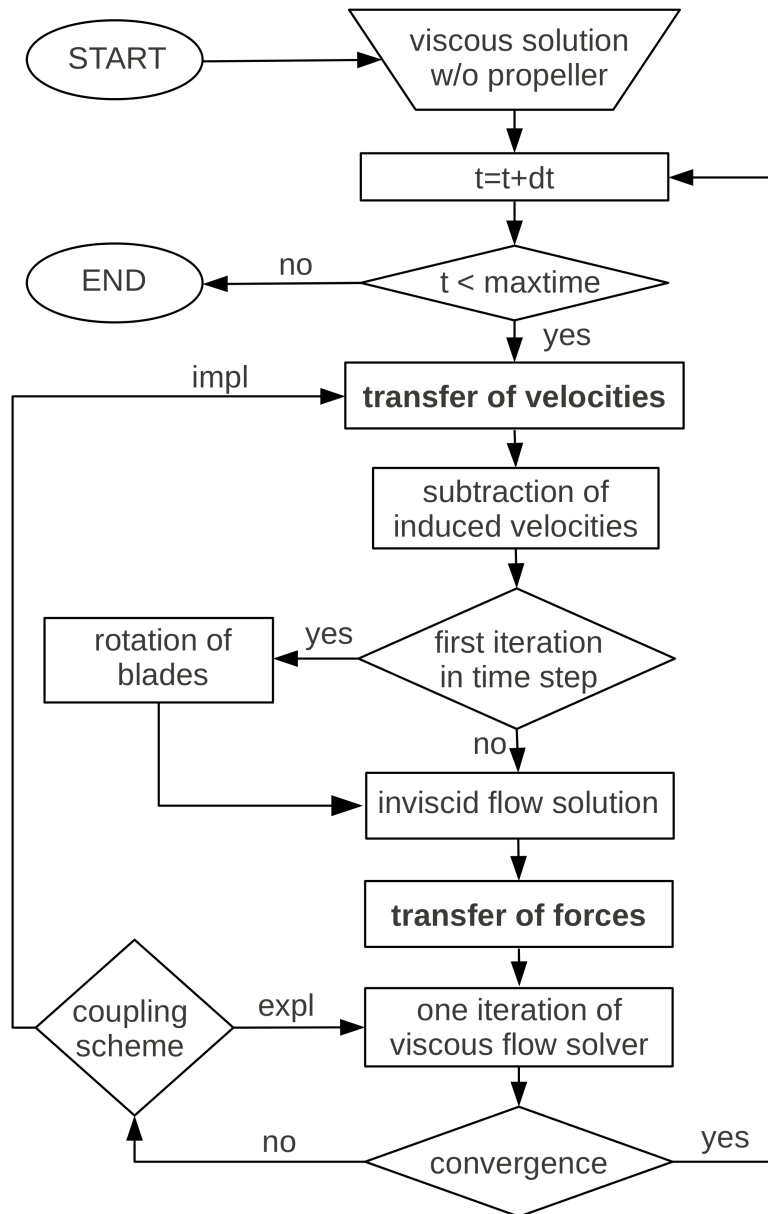 START
viscous solution
w/o propeller
t=t+dt
END
no
t < maxtime
yes
impl
transfer of velocities
subtraction of
induced velocities
rotation of
blades
yes
first iteration
in time step
no
inviscid flow solution
transfer of forces
coupling
scheme
expl
one iteration of
viscous flow solver
no
convergence
yes